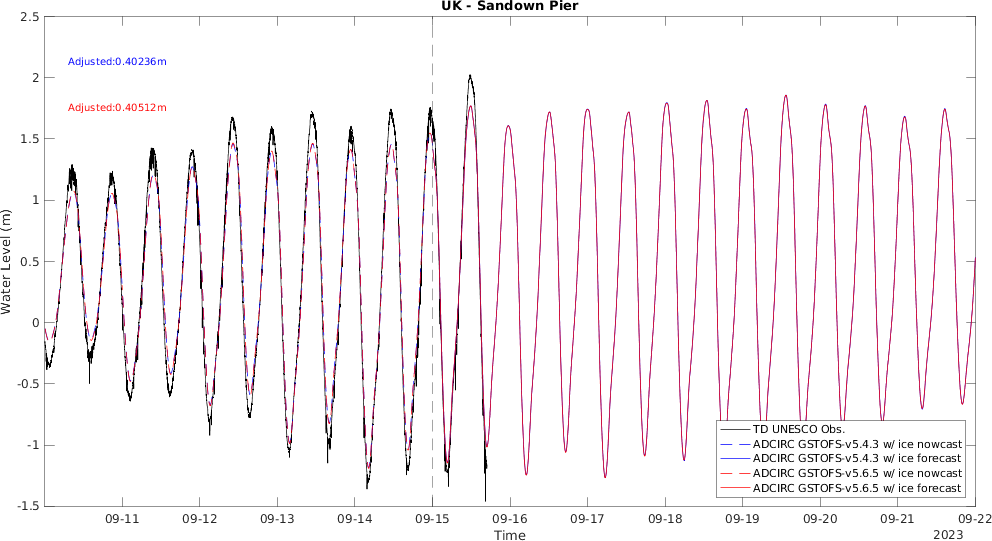 UK - Sandown Pier
2.5
2
1.5
1
0.5
0
-0.5
-1
-1.5
Water Level (m)
Adjusted:0.40236m
Adjusted:0.40512m
TD UNESCO Obs.
ADCIRC GSTOFS-v5.4.3 w/ ice nowcast
ADCIRC GSTOFS-v5.4.3 w/ ice forecast
ADCIRC GSTOFS-v5.6.5 w/ ice nowcast
ADCIRC GSTOFS-v5.6.5 w/ ice forecast
09-11 09-12 09-13 09-14 09-15 09-16 09-17 09-18 09-19 09-20 09-21 09-22
Time
2023